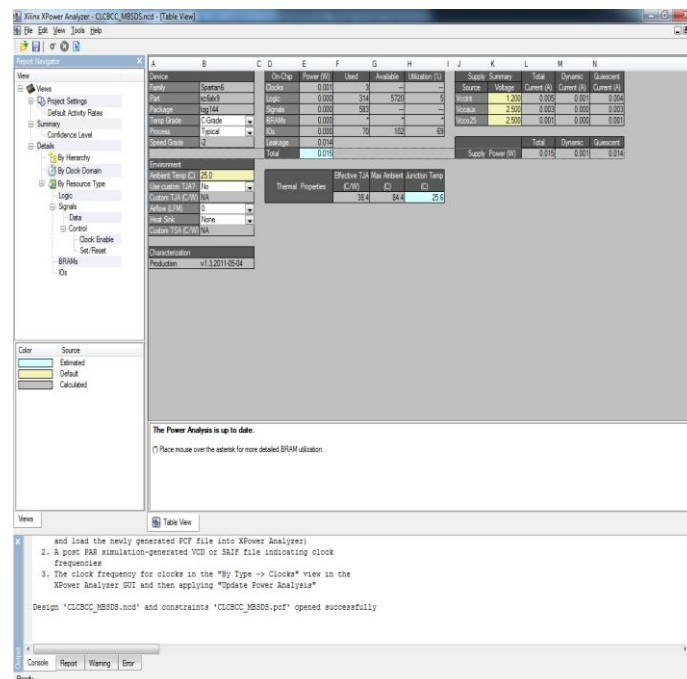 Xilinx XPower Analyzer - CLCBCC_MBSDS.ncd - [Table View]
File Edit View Tools Help
Report Navigator
View
Views
Project Settings
Default Activity Rates
Summary
Confidence Level
Details
By Hierarchy
By Clock Domain
By Resource Type
Logic
Signals
Data
Control
Clock Enable
Set/Reset
BRAMs
IOs
A B C D E F G H I J K L M N
Device
Family Spartan6
Part xc6slx9
Package tqg144
Temp Grade C-Grade
Process Typical
Speed Grade -2
Environment
Ambient Temp (C) 25.0
Use custom TJA? No
Custom TJA (C/W) NA
Airflow (LFM) 0
Heat Sink None
Custom TSA (C/W) NA
Characterization
Production v1.3,2011-05-04
On-Chip Power (W) Used Available Utilization (%)
Clocks 0.001 3 --- ---
Logic 0.000 314 5720 5
Signals 0.000 583 --- ---
BRAMs 0.000 * * *
IOs 0.000 70 102 69
Leakage 0.014
Total 0.015
Effective TJA Max Ambient Junction Temp
Thermal Properties (C/W) (C) (C)
38.4 84.4 25.6
Supply Summary Total Dynamic Quiescent
Source Voltage Current (A) Current (A) Current (A)
Vccint 1.200 0.005 0.001 0.004
Vccaux 2.500 0.003 0.000 0.003
Vcco25 2.500 0.001 0.000 0.001
Total Dynamic Quiescent
Supply Power (W) 0.015 0.001 0.014
Color Source
Estimated
Default
Calculated
Views
The Power Analysis is up to date.
(*) Place mouse over the asterisk for more detailed BRAM utilization.
Table View
and load the newly generated PCF file into XPower Analyzer)
2. A post PAR simulation-generated VCD or SAIF file indicating clock
frequencies
3. The clock frequency for clocks in the "By Type -> Clocks" view in the
XPower Analyzer GUI and then applying "Update Power Analysis"
Design 'CLCBCC_MBSDS.ncd' and constraints 'CLCBCC_MBSDS.pcf' opened successfully
Output
Console Report Warning Error
Ready